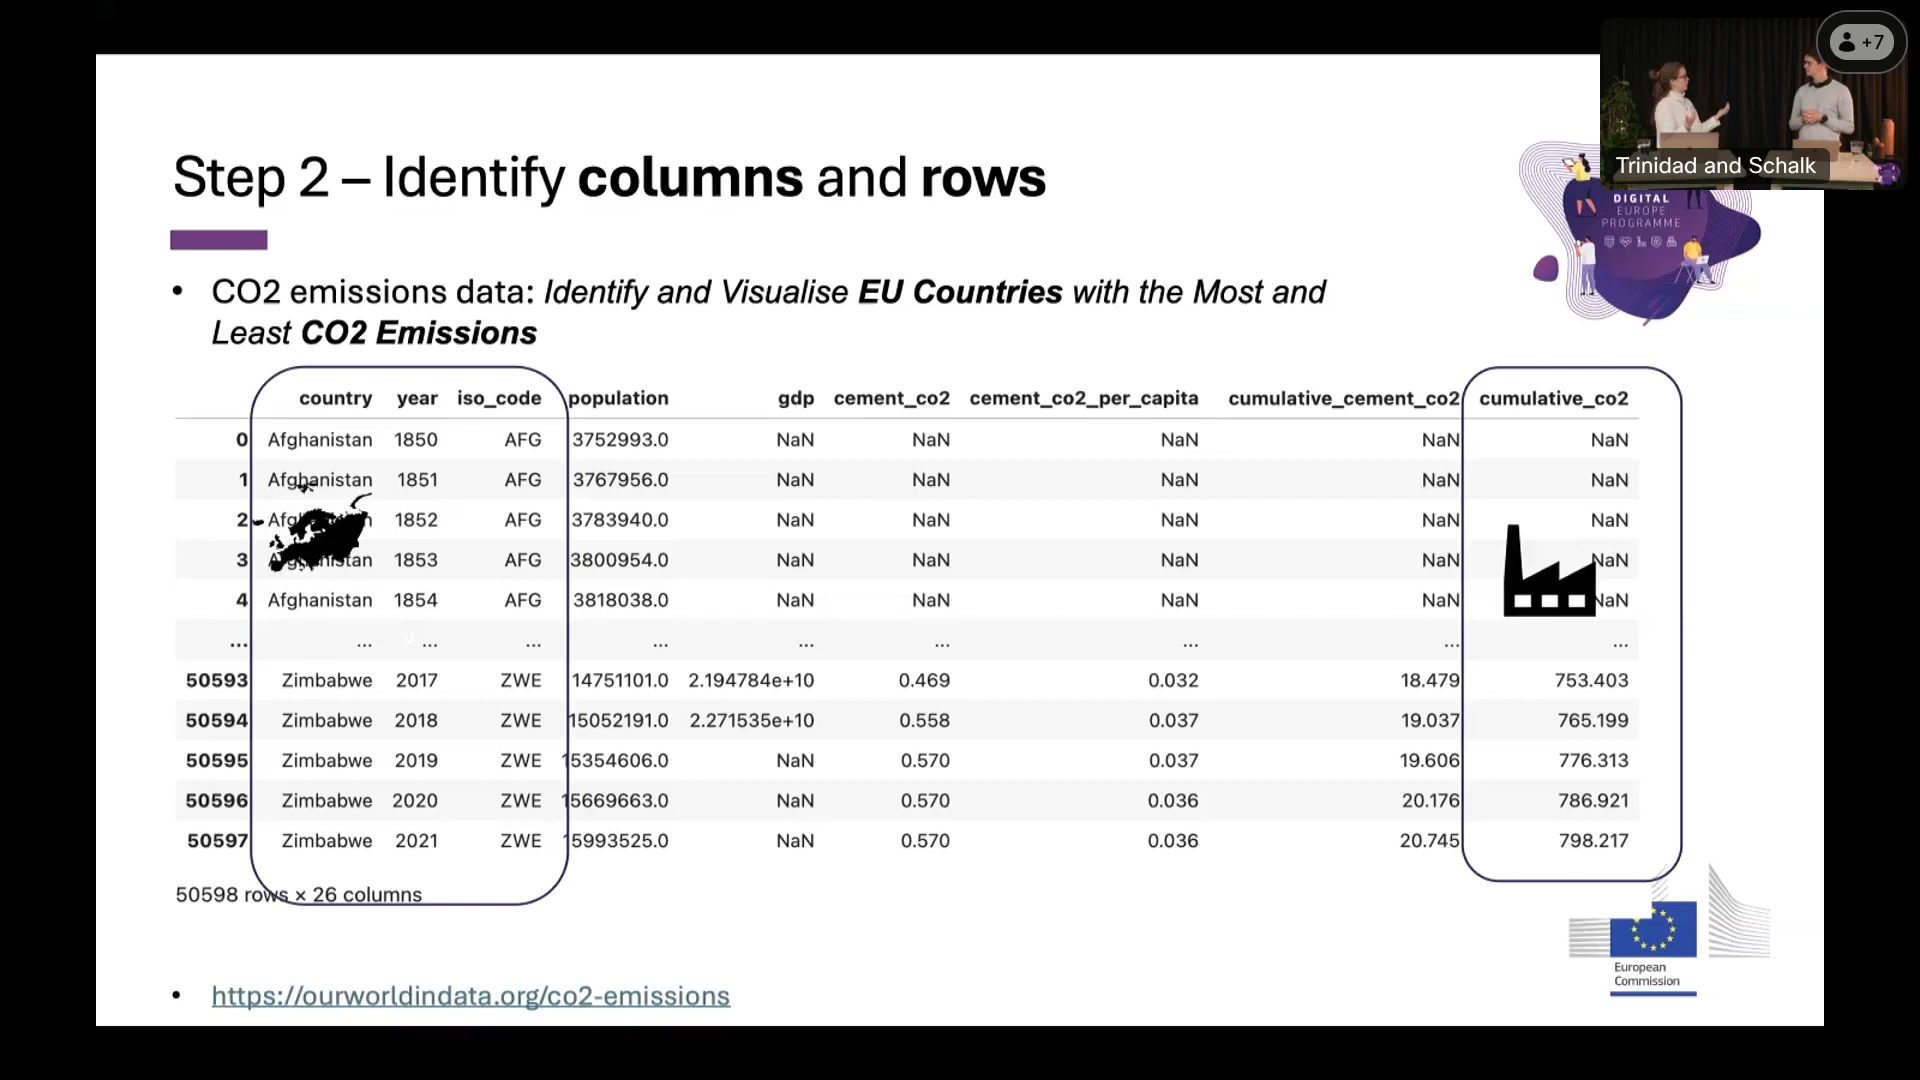 +7
Trinidad and Schalk
Step 2 – Identify columns and rows
DIGITAL
EUROPE
PROGRAMME
• CO2 emissions data: Identify and Visualise EU Countries with the Most and
Least CO2 Emissions
country year iso_code population gdp cement_co2 cement_co2_per_capita cumulative_cement_co2 cumulative_co2
0 Afghanistan 1850 AFG 3752993.0 NaN NaN NaN NaN NaN
1 Afghanistan 1851 AFG 3767956.0 NaN NaN NaN NaN NaN
2 1852 AFG 3783940.0 NaN NaN NaN NaN NaN
3 1853 AFG 3800954.0 NaN NaN NaN NaN NaN
4 Afghanistan 1854 AFG 3818038.0 NaN NaN NaN NaN NaN
... ... ... ... ... ... ... ... ... ...
50593 Zimbabwe 2017 ZWE 14751101.0 2.194784e+10 0.469 0.032 18.479 753.403
50594 Zimbabwe 2018 ZWE 15052191.0 2.271535e+10 0.558 0.037 19.037 765.199
50595 Zimbabwe 2019 ZWE 15354606.0 NaN 0.570 0.037 19.606 776.313
50596 Zimbabwe 2020 ZWE 15669663.0 NaN 0.570 0.036 20.176 786.921
50597 Zimbabwe 2021 ZWE 15993525.0 NaN 0.570 0.036 20.745 798.217
50598 rows × 26 columns
European
Commission
• https://ourworldindata.org/co2-emissions